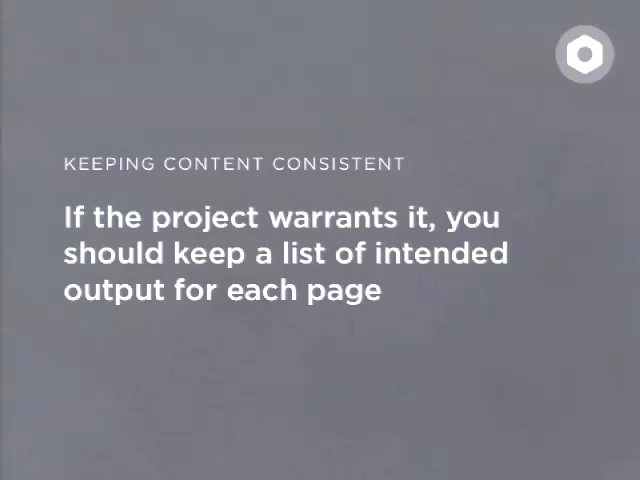 KEEPING CONTENT CONSISTENT
If the project warrants it, you
should keep a list of intended
output for each page